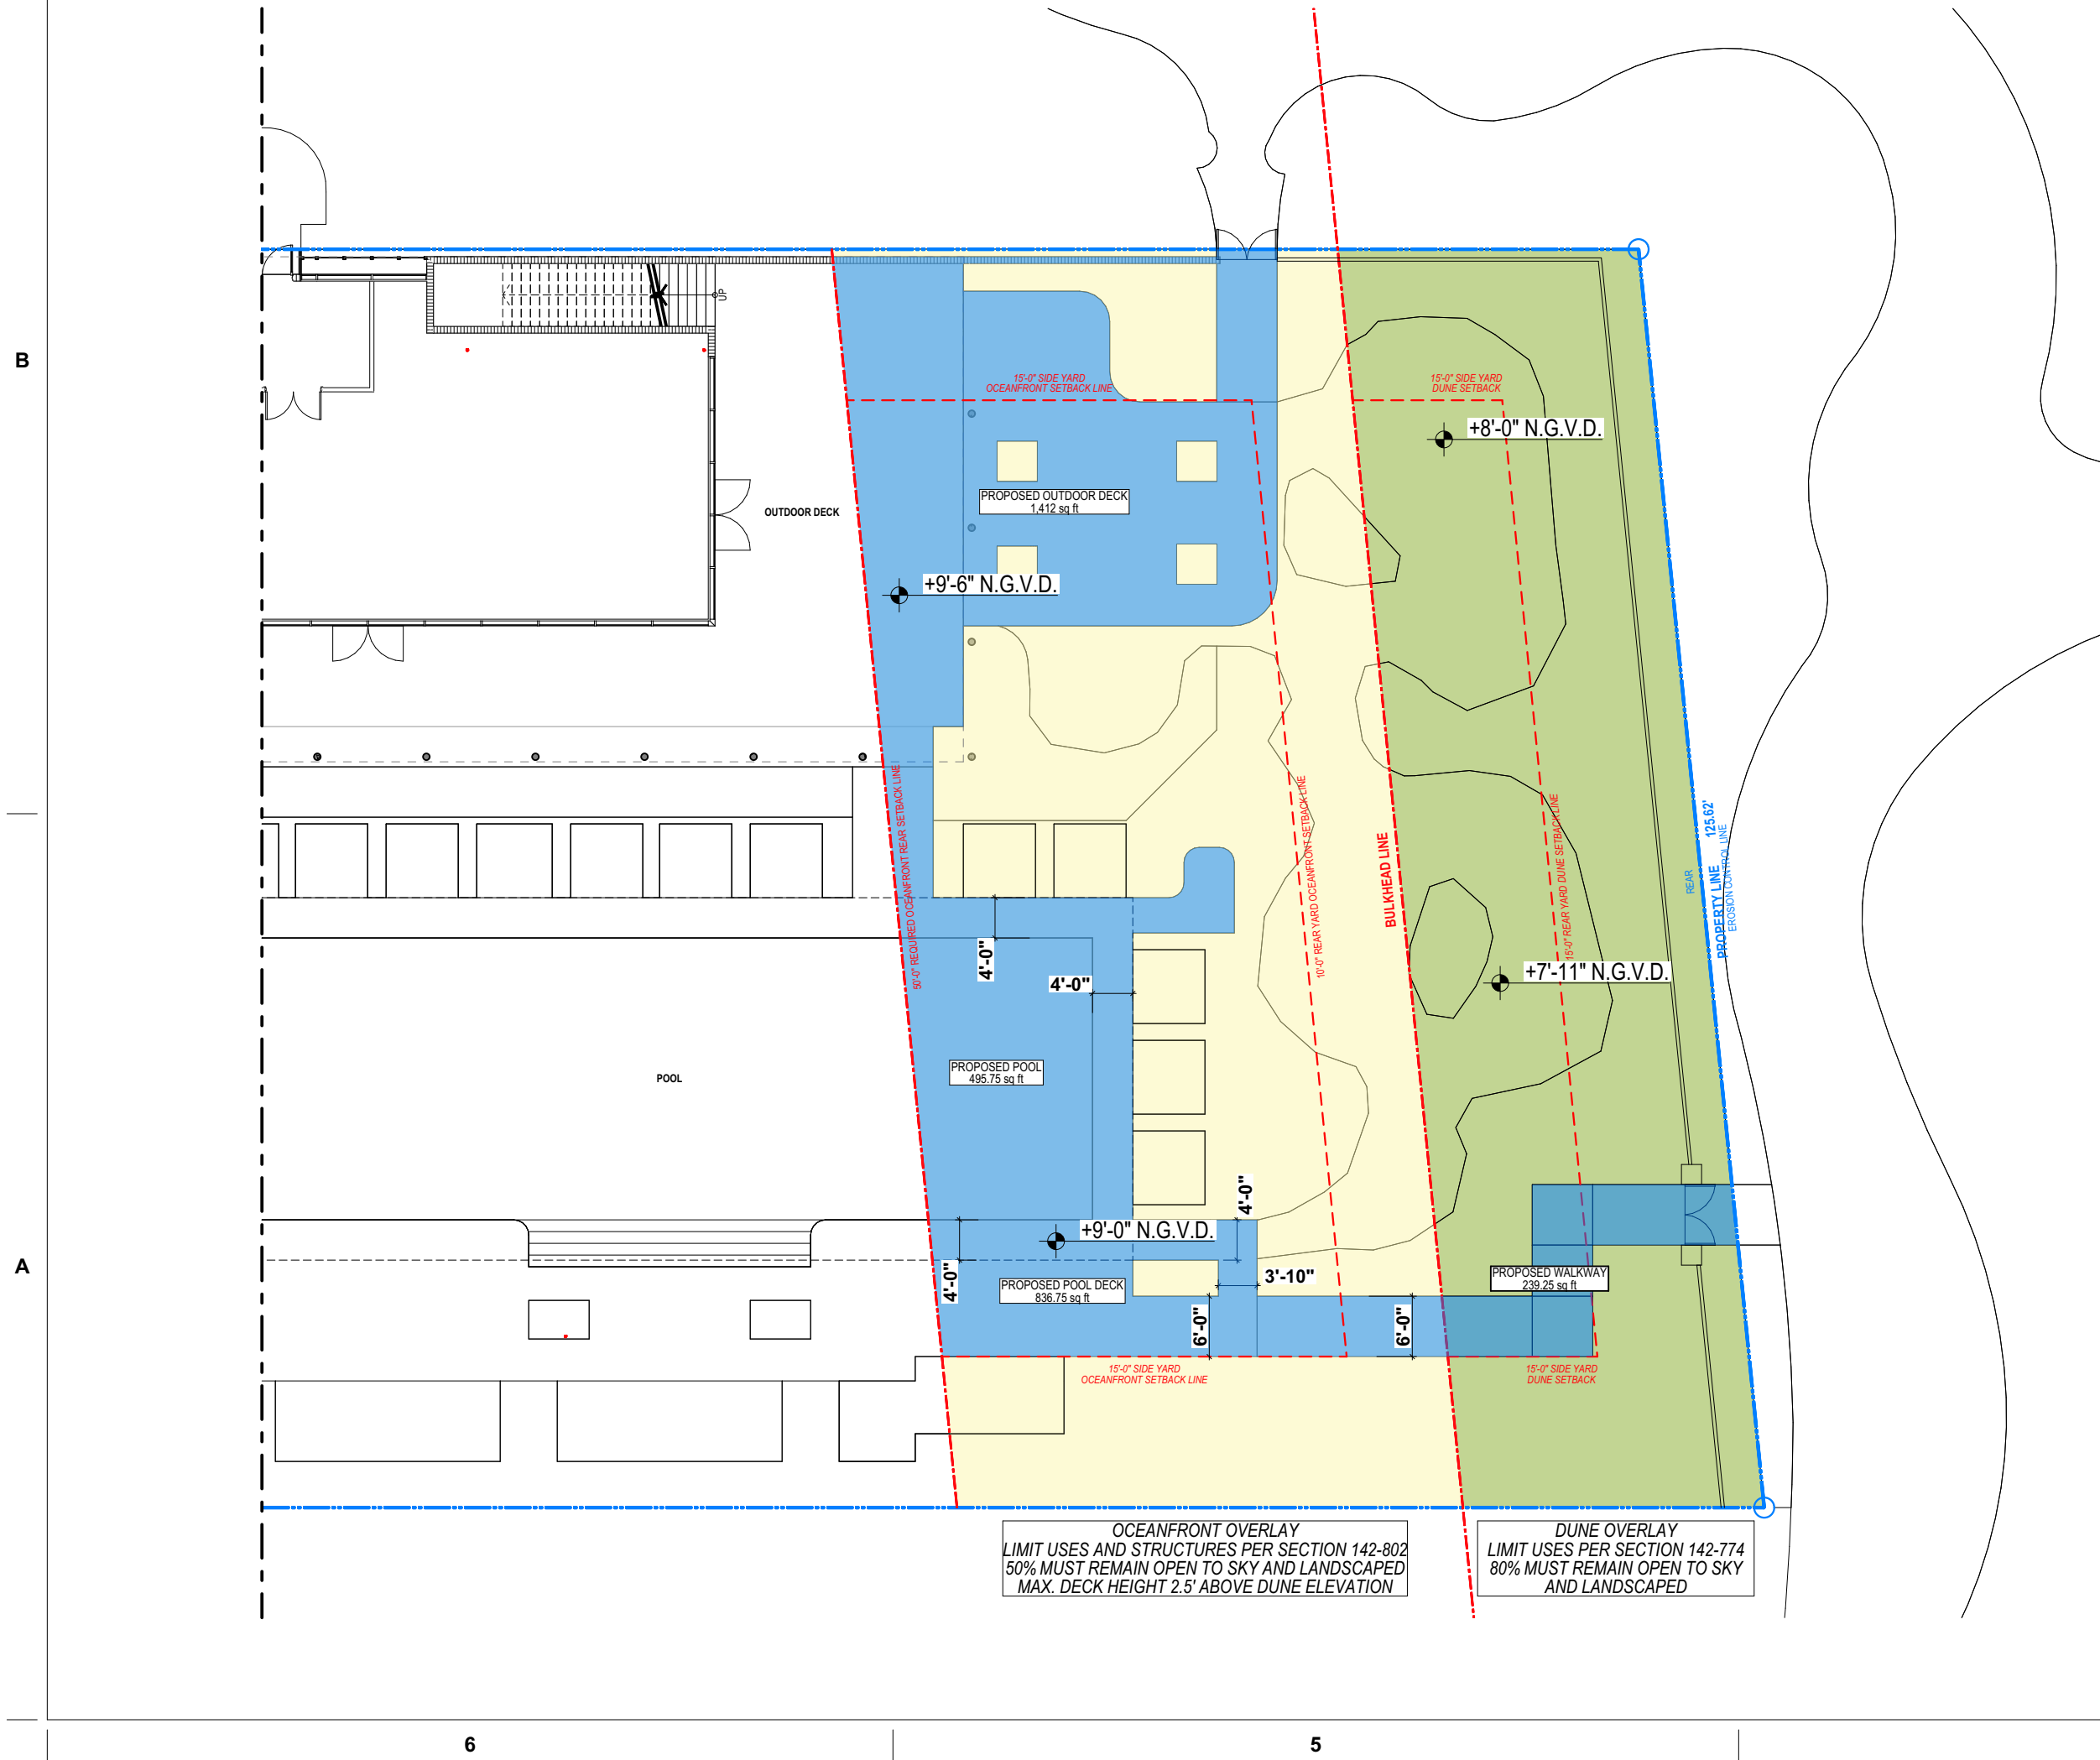 B
UP
15'-0" SIDE YARD
OCEANFRONT SETBACK LINE
15'-0" SIDE YARD
DUNE SETBACK
+8'-0" N.G.V.D.
PROPOSED OUTDOOR DECK
1,412 sq ft
OUTDOOR DECK
+9'-6" N.G.V.D.
50'-0" REQUIRED OCEANFRONT REAR SETBACK LINE
10'-0" REAR YARD OCEANFRONT SETBACK LINE
BULKHEAD LINE
15'-0" REAR YARD DUNE SETBACK LINE
REAR
PROPERTY LINE 125.62'
EROSION CONTROL LINE
4'-0"
4'-0"
+7'-11" N.G.V.D.
PROPOSED POOL
495.75 sq ft
POOL
4'-0"
+9'-0" N.G.V.D.
A
4'-0"
PROPOSED POOL DECK
836.75 sq ft
3'-10"
PROPOSED WALKWAY
239.25 sq ft
6'-0"
6'-0"
15'-0" SIDE YARD
OCEANFRONT SETBACK LINE
15'-0" SIDE YARD
DUNE SETBACK
OCEANFRONT OVERLAY
LIMIT USES AND STRUCTURES PER SECTION 142-802
50% MUST REMAIN OPEN TO SKY AND LANDSCAPED
MAX. DECK HEIGHT 2.5' ABOVE DUNE ELEVATION
DUNE OVERLAY
LIMIT USES PER SECTION 142-774
80% MUST REMAIN OPEN TO SKY
AND LANDSCAPED
6
5